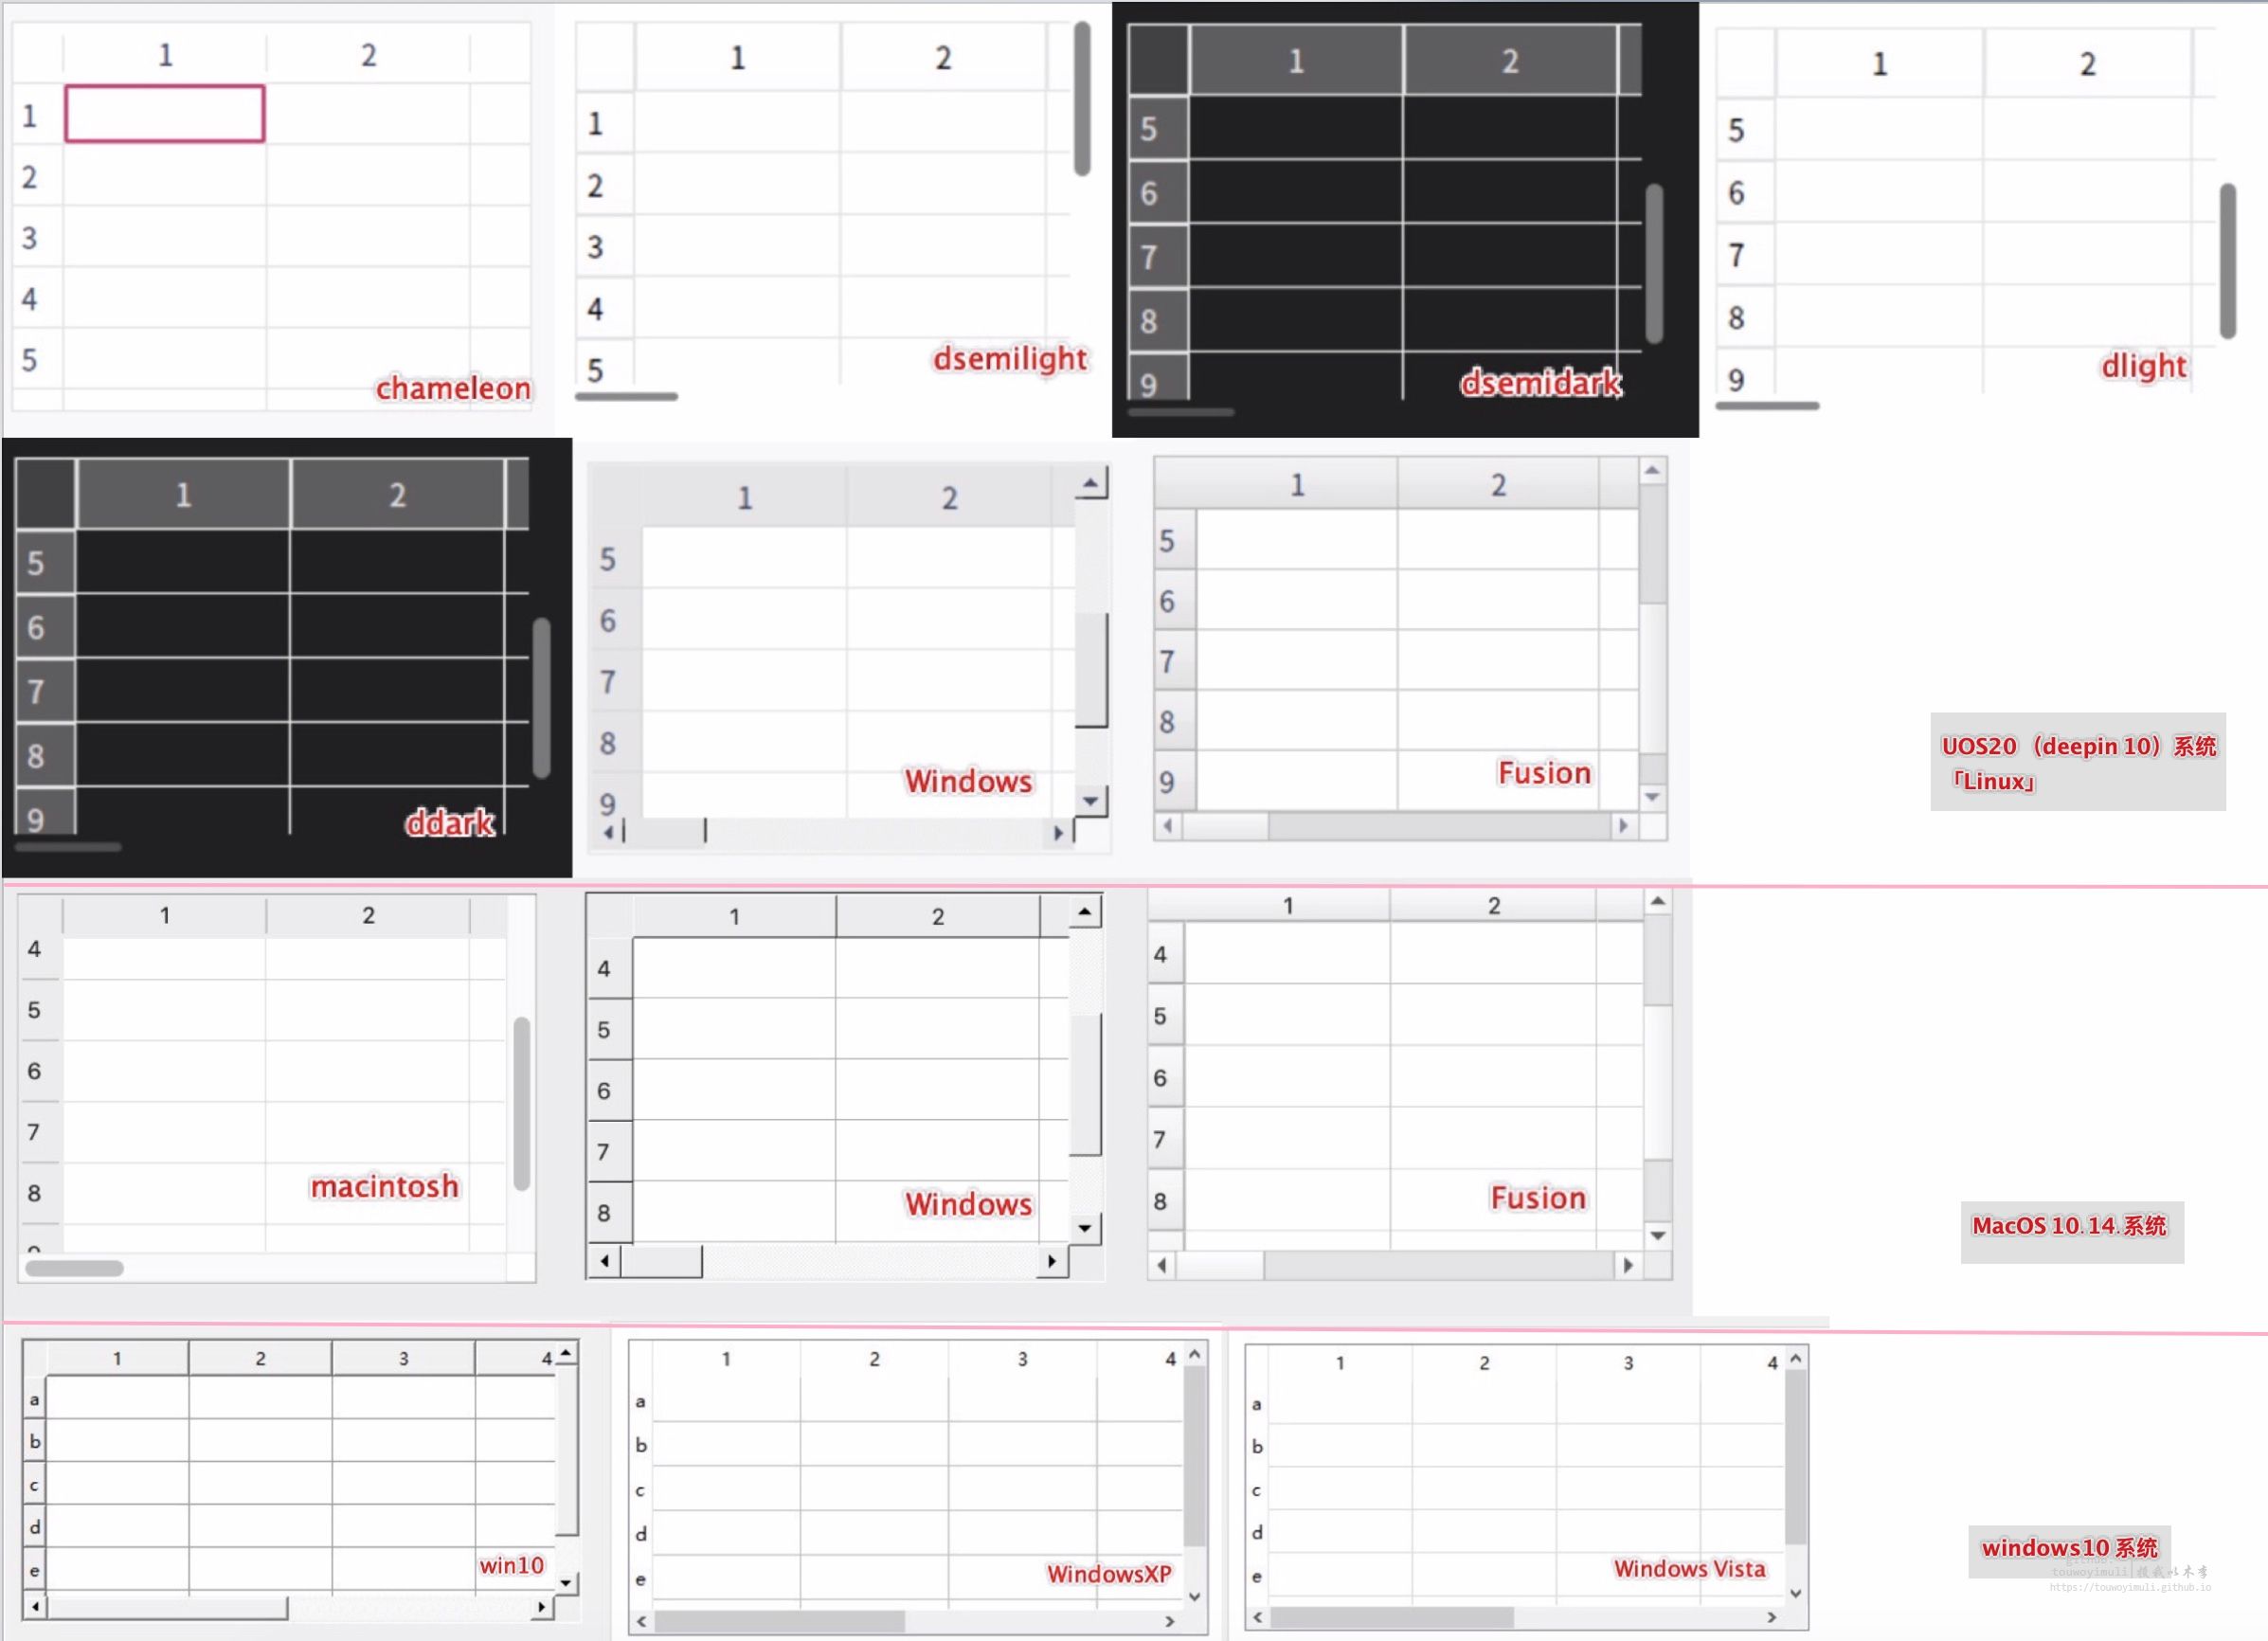 1 2
1
2
3
4
5
chameleon
1 2
1
2
3
4
5
dsemilight
1 2
5
6
7
8
9
dsemidark
1 2
5
6
7
8
9
dlight
1 2
5
6
7
8
9
ddark
1 2
5
6
7
8
9
Windows
1 2
5
6
7
8
9
Fusion
UOS20 （deepin 10）系统
「Linux」
1 2
4
5
6
7
8
9
macintosh
1 2
4
5
6
7
8
Windows
1 2
4
5
6
7
8
Fusion
MacOS 10.14.系统
1 2 3 4
a
b
c
d
e
win10
1 2 3 4
a
b
c
d
e
WindowsXP
1 2 3 4
a
b
c
d
e
Windows Vista
windows10 系统
touwoyimuli
https://touwoyimuli.github.io